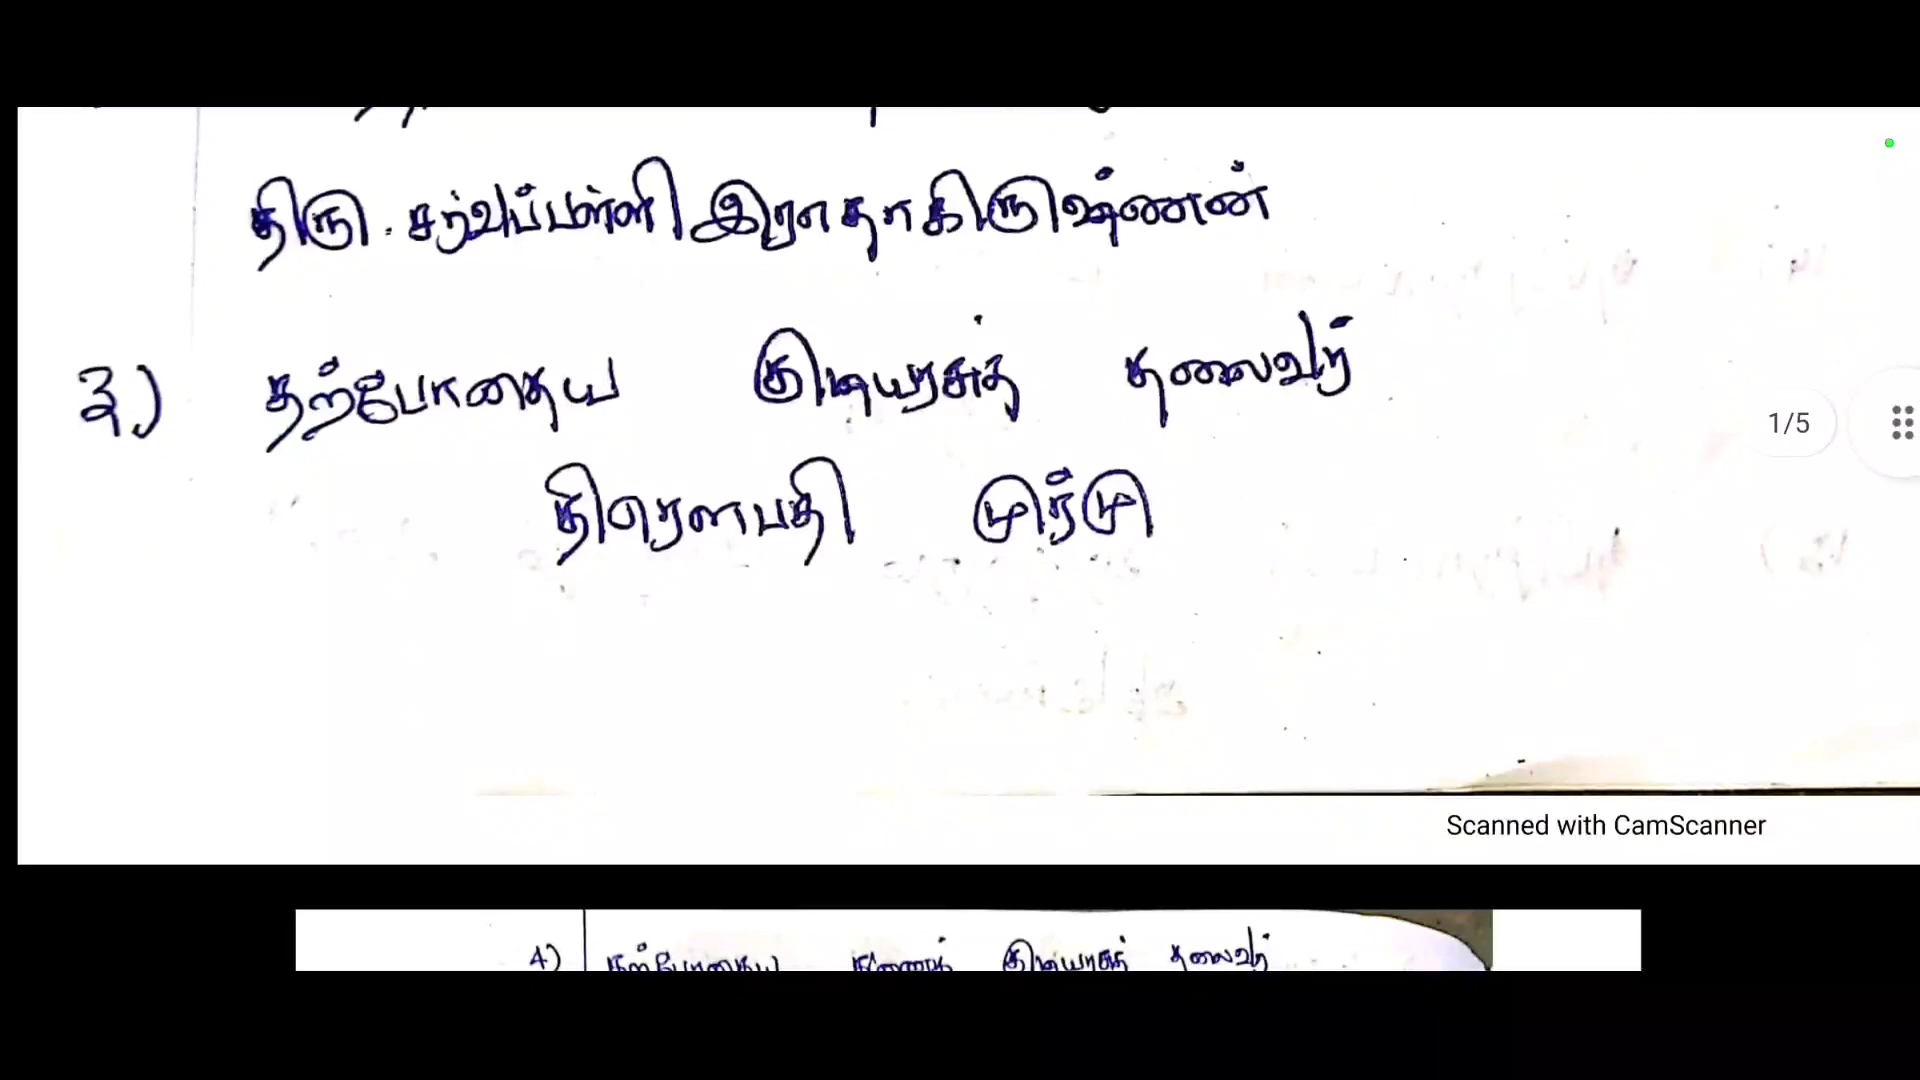 திரு. சர்வப்பள்ளி இராதாகிருஷ்ணன்
3) தற்போதைய குடியரசுத் தலைவர்
திரௌபதி முர்மு
1/5
Scanned with CamScanner
4) தற்போதைய துணைக் குடியரசுத் தலைவர்